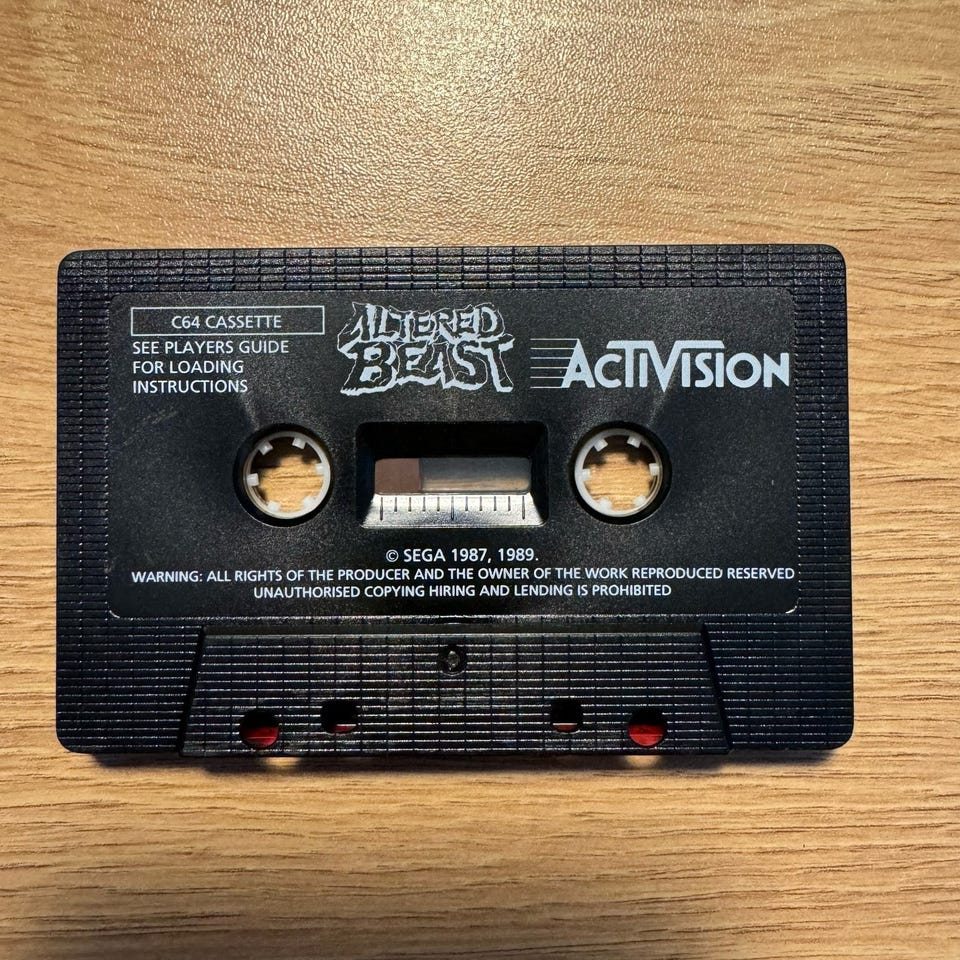 C64 CASSETTE
SEE PLAYERS GUIDE
FOR LOADING
INSTRUCTIONS
ALTERED
BEAST
ACTIVISION
© SEGA 1987, 1989.
WARNING: ALL RIGHTS OF THE PRODUCER AND THE OWNER OF THE WORK REPRODUCED RESERVED
UNAUTHORISED COPYING HIRING AND LENDING IS PROHIBITED